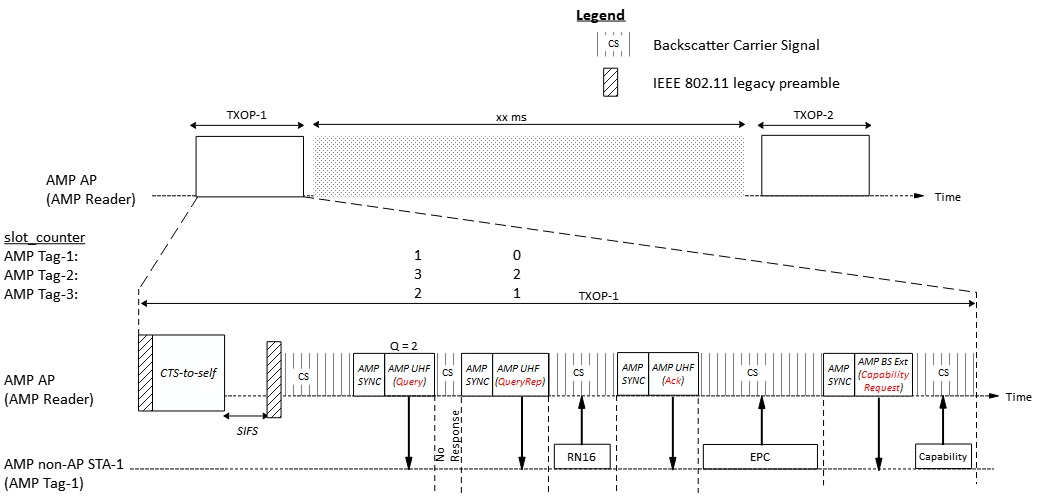 Legend
CS
Backscatter Carrier Signal
IEEE 802.11 legacy preamble
TXOP-1
xx ms
TXOP-2
AMP AP
(AMP Reader)
Time
slot_counter
AMP Tag-1: 1 0
AMP Tag-2: 3 2
AMP Tag-3: 2 1
TXOP-1
Q = 2
CTS-to-self
CS
AMP
SYNC
AMP UHF
(Query)
CS
AMP
SYNC
AMP UHF
(QueryRep)
CS
AMP
SYNC
AMP UHF
(Ack)
CS
AMP
SYNC
AMP BS Ext
(Capability
Request)
CS
AMP AP
(AMP Reader)
Time
SIFS
No
Response
RN16
EPC
Capability
AMP non-AP STA-1
(AMP Tag-1)
Time